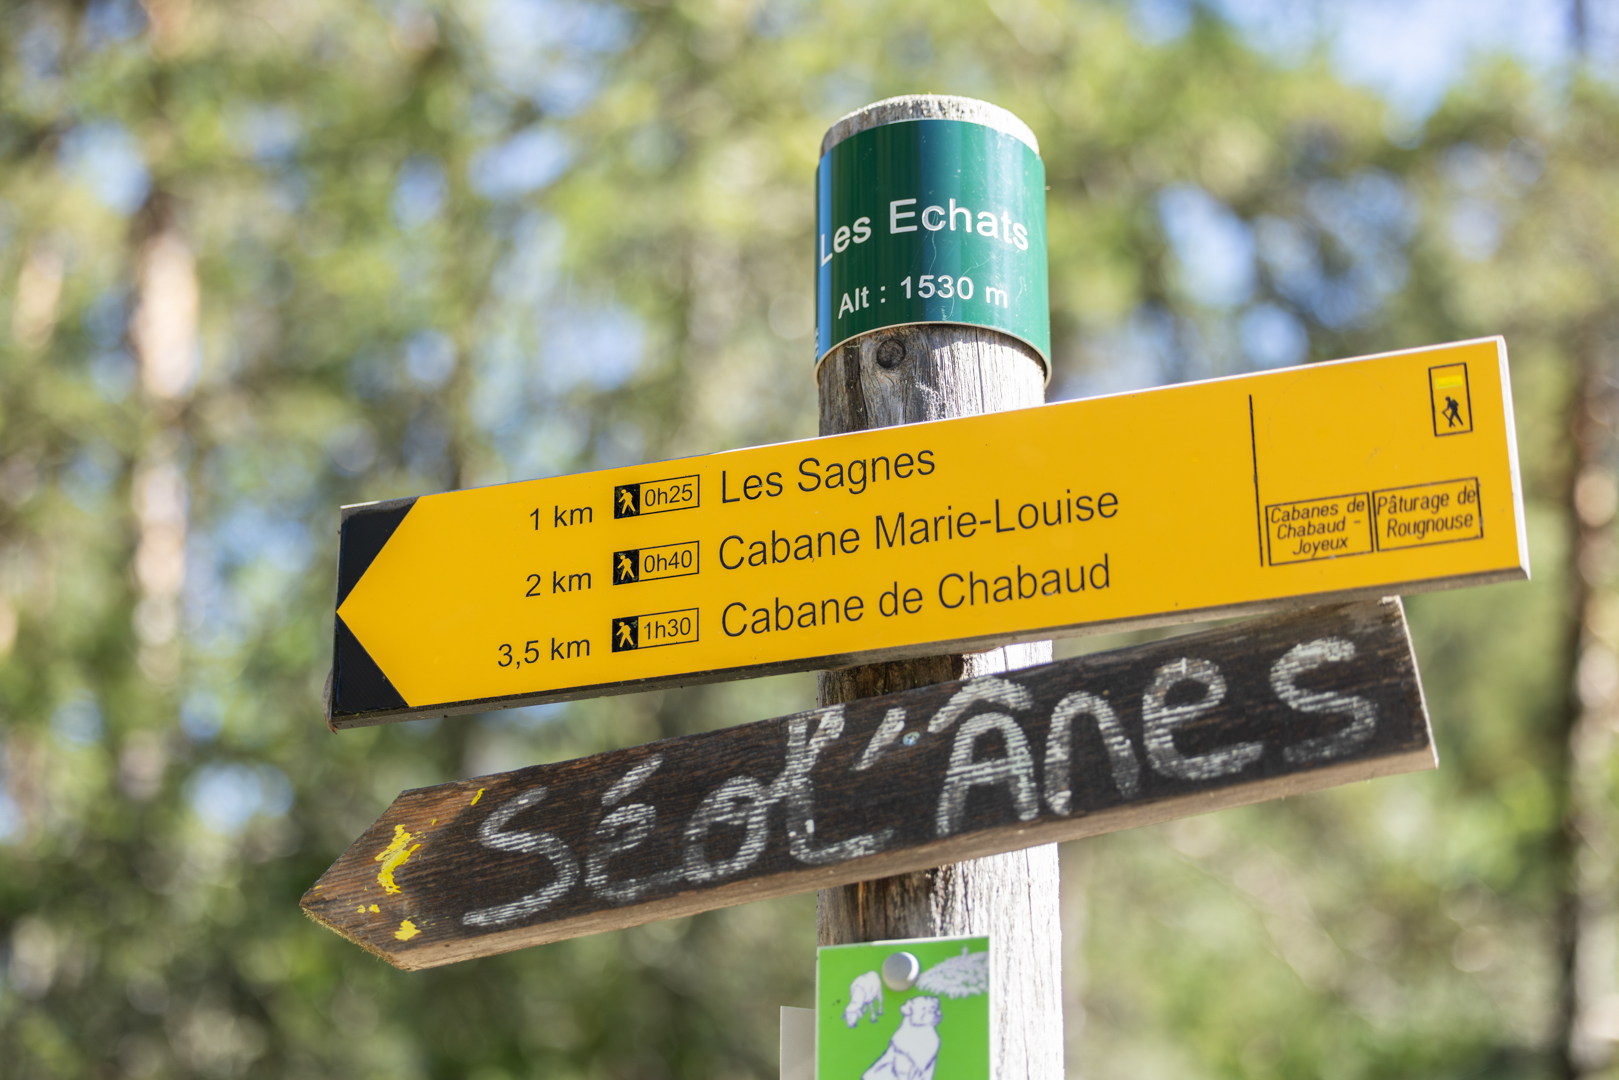 Les Echats
Alt : 1530 m
1 km 0h25 Les Sagnes
2 km 0h40 Cabane Marie-Louise
3,5 km 1h30 Cabane de Chabaud
Cabanes de
Chabaud -
Joyeux
Pâturage de
Rougnouse
Séol'Ânes